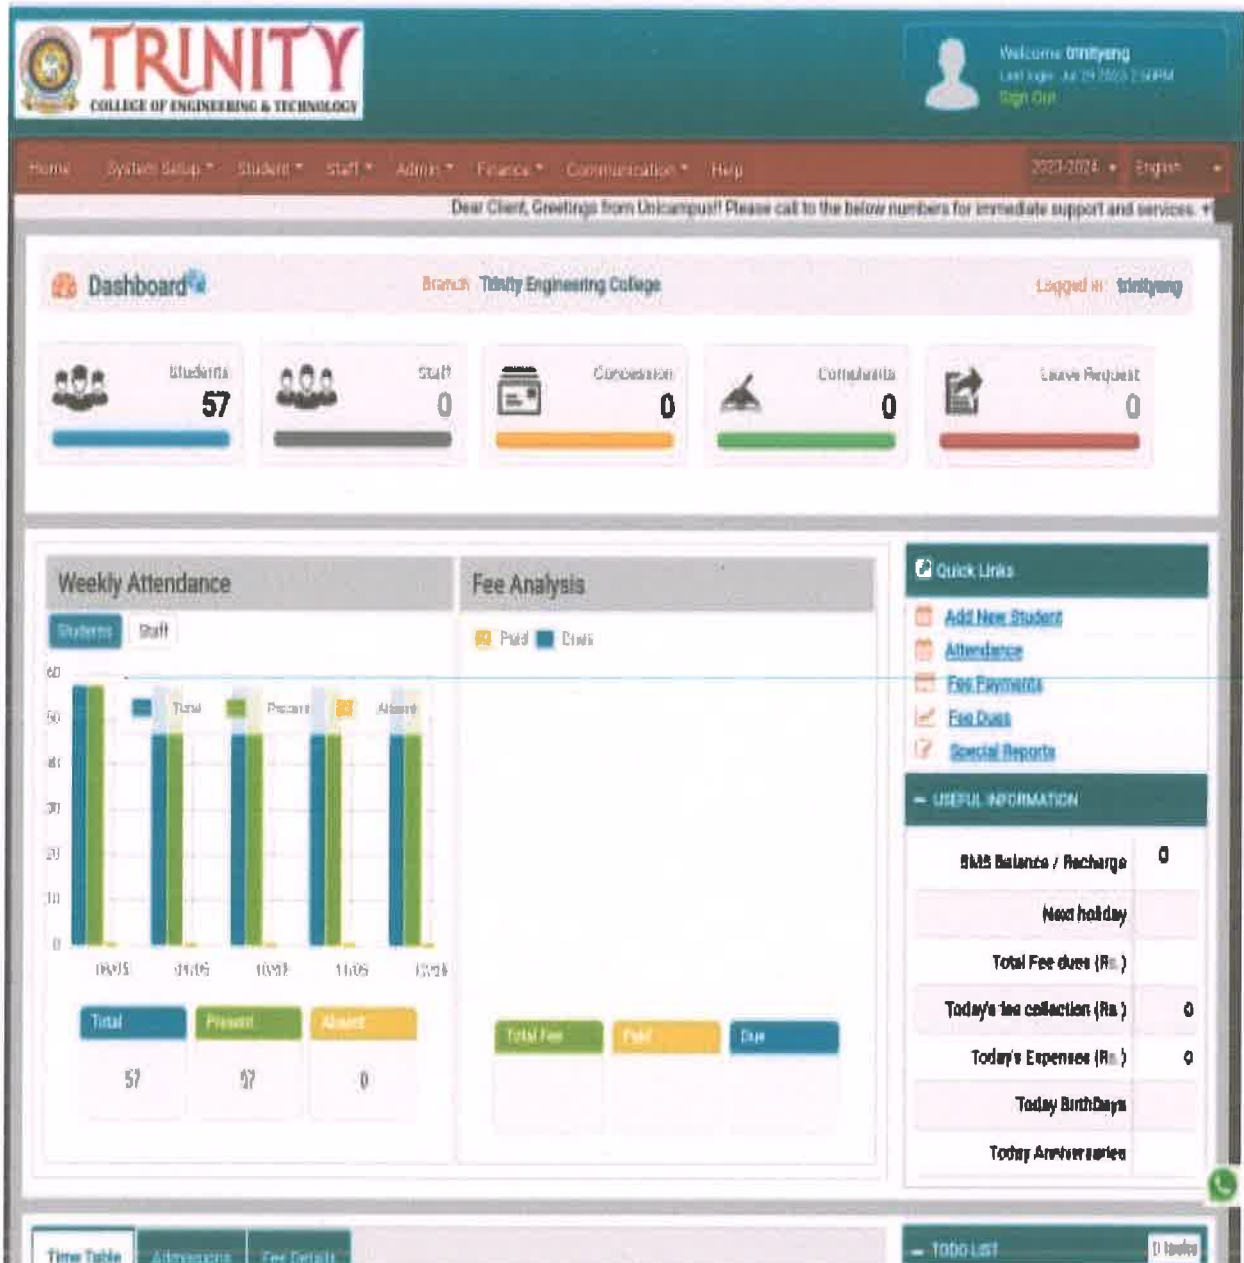 TRINITY
COLLEGE OF ENGINEERING & TECHNOLOGY
Welcome trinityeng
Sign Out
Home System Setup Student Staff Admin Finance Communication Help 2023-2024 English
Dear Client, Greetings from Unicampus!! Please call to the below numbers for immediate support and services.
Dashboard Branch Trinity Engineering College Logged in: trinityeng
Students 57
Staff 0
Concession 0
Complaints 0
Leave Request 0
Weekly Attendance
Students Staff
Total Present Absent
60
50
40
30
20
10
0
Total Present Absent
57 57 0
Fee Analysis
Paid Dues
Total Fee Paid Due
Quick Links
Add New Student
Attendance
Fee Payments
Fee Dues
Special Reports
USEFUL INFORMATION
SMS Balance / Recharge 0
Next holiday
Total Fee dues (Rs.)
Today's fee collection (Rs.) 0
Today's Expenses (Rs.) 0
Today BirthDays
Today Anniversaries
Time Table Admissions Fee Details
TODO LIST